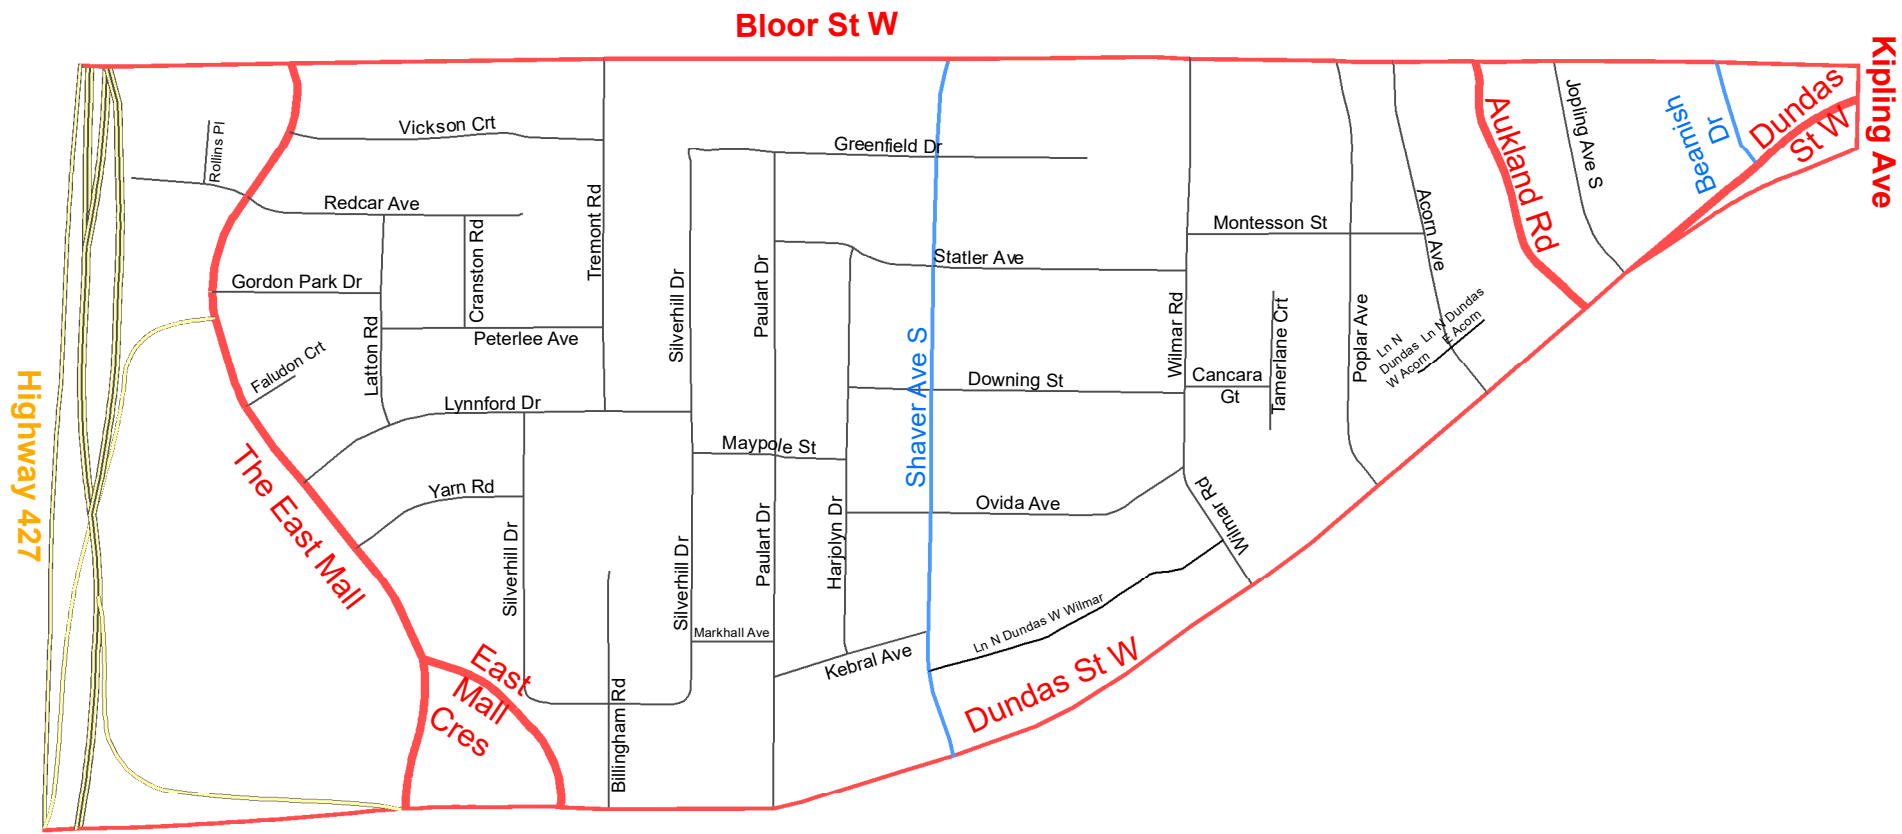 Bloor St W
Kipling Ave
Dundas
St W
Beamish
Dr
Jopling Ave S
Aukland Rd
Vickson Crt
Greenfield Dr
Rollins Pl
Redcar Ave
Cranston Rd
Tremont Rd
Acorn Ave
Montesson St
Statler Ave
Gordon Park Dr
Silverhill Dr
Paulart Dr
Wilmar Rd
Tamerlane Crt
Poplar Ave
Ln N
Dundas
W Acorn
Ln N Dundas
E Acorn
Peterlee Ave
Latton Rd
Faludon Crt
Shaver Ave S
Downing St
Cancara
Gt
Lynnford Dr
Highway 427
Maypole St
The East Mall
Yarn Rd
Ovida Ave
Wilmar Rd
Silverhill Dr
Silverhill Dr
Paulart Dr
Harjolyn Dr
Ln N Dundas W Wilmar
Markhall Ave
Kebral Ave
East
Mall
Cres
Billingham Rd
Dundas St W